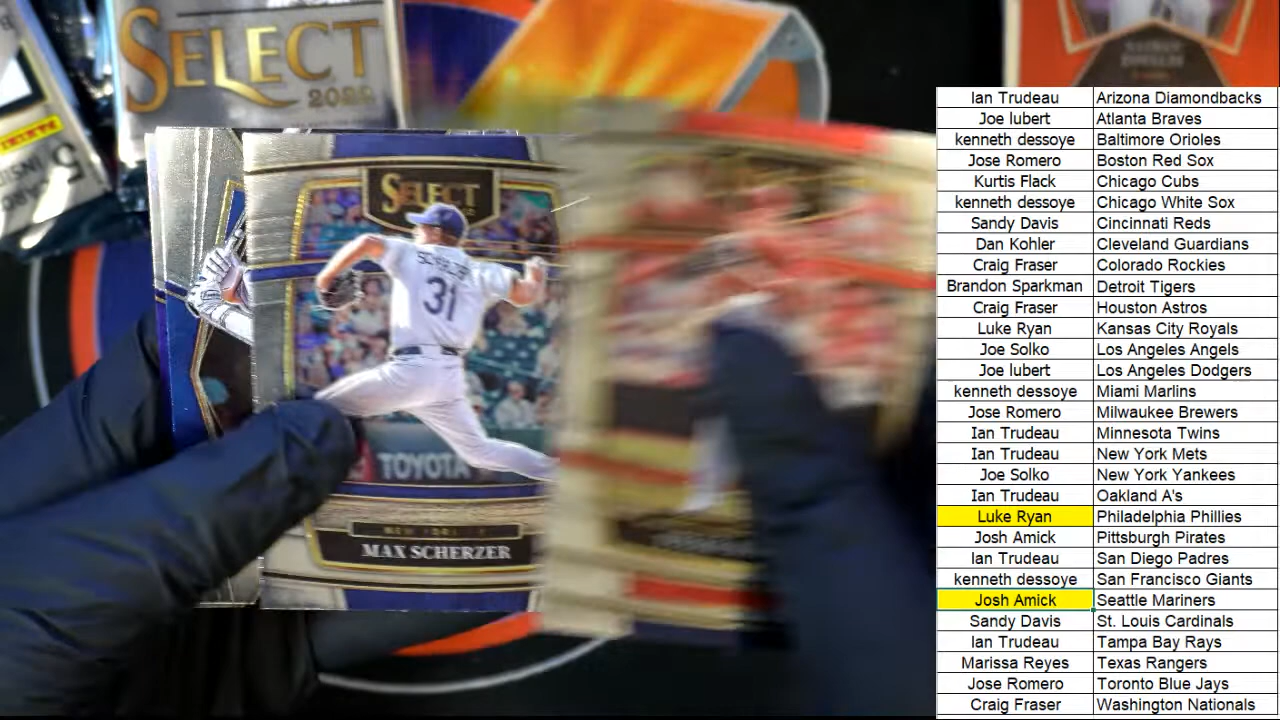 SELECT
2022
Ian Trudeau Arizona Diamondbacks
Joe lubert Atlanta Braves
kenneth dessoye Baltimore Orioles
Jose Romero Boston Red Sox
Kurtis Flack Chicago Cubs
kenneth dessoye Chicago White Sox
Sandy Davis Cincinnati Reds
Dan Kohler Cleveland Guardians
Craig Fraser Colorado Rockies
Brandon Sparkman Detroit Tigers
Craig Fraser Houston Astros
Luke Ryan Kansas City Royals
Joe Solko Los Angeles Angels
Joe lubert Los Angeles Dodgers
kenneth dessoye Miami Marlins
Jose Romero Milwaukee Brewers
Ian Trudeau Minnesota Twins
Ian Trudeau New York Mets
Joe Solko New York Yankees
Ian Trudeau Oakland A's
Luke Ryan Philadelphia Phillies
Josh Amick Pittsburgh Pirates
Ian Trudeau San Diego Padres
kenneth dessoye San Francisco Giants
Josh Amick Seattle Mariners
Sandy Davis St. Louis Cardinals
Ian Trudeau Tampa Bay Rays
Marissa Reyes Texas Rangers
Jose Romero Toronto Blue Jays
Craig Fraser Washington Nationals
SELECT
SCHERZER
31
TOYOTA
MAX SCHERZER